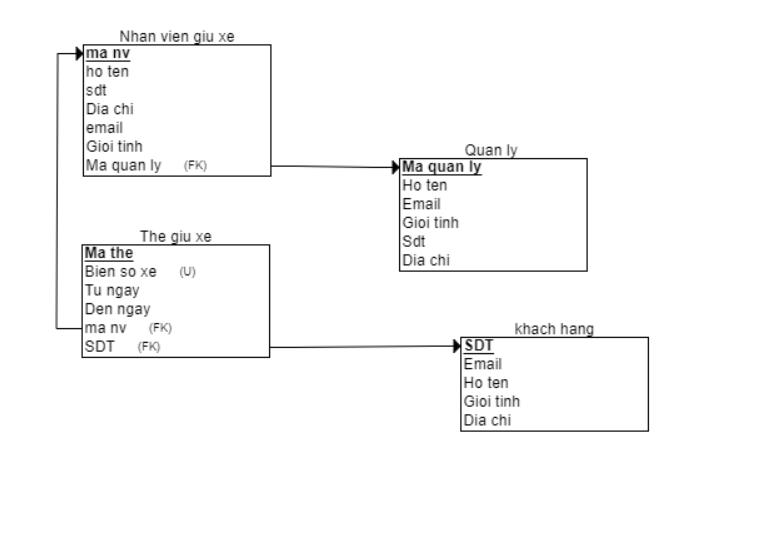 Nhan vien giu xe
ma nv
ho ten
sdt
Dia chi
email
Gioi tinh
Ma quan ly (FK)
Quan ly
Ma quan ly
Ho ten
Email
Gioi tinh
Sdt
Dia chi
The giu xe
Ma the
Bien so xe (U)
Tu ngay
Den ngay
ma nv (FK)
SDT (FK)
khach hang
SDT
Email
Ho ten
Gioi tinh
Dia chi